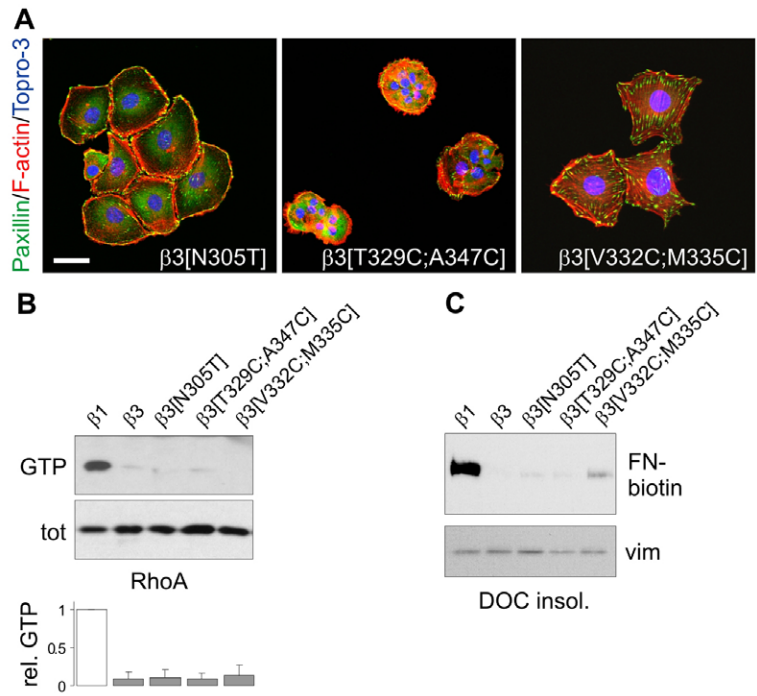 A
Paxillin/F-actin/Topro-3
β3[N305T]
β3[T329C;A347C]
β3[V332C;M335C]
B
β1
β3
β3[N305T]
β3[T329C;A347C]
β3[V332C;M335C]
GTP
tot
RhoA
rel. GTP
1
0.5
0
C
β1
β3
β3[N305T]
β3[T329C;A347C]
β3[V332C;M335C]
FN-
biotin
vim
DOC insol.